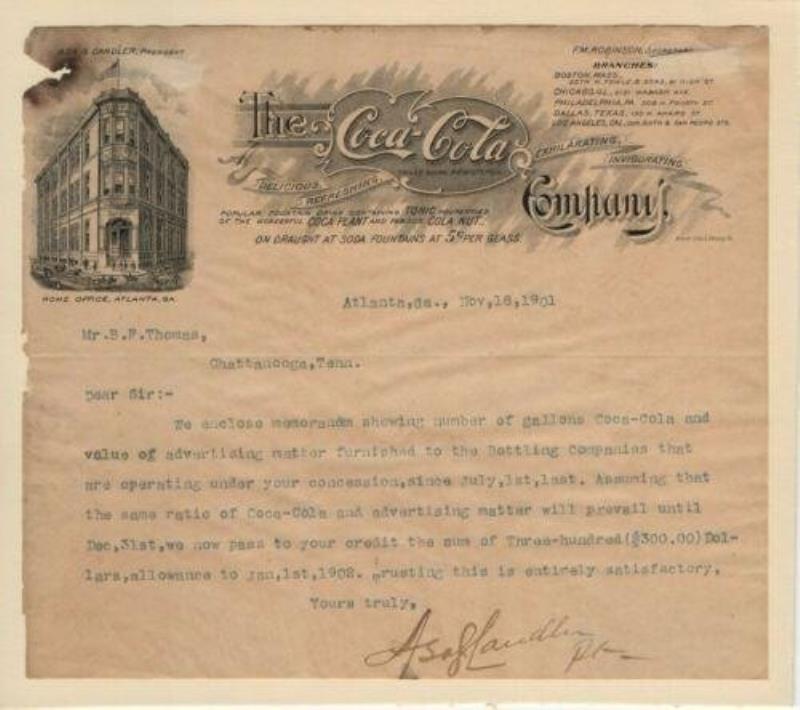 ASA G. CANDLER, PRESIDENT
F.M. ROBINSON, SECRETARY
BRANCHES:
BOSTON, MASS.
CHICAGO, ILL.
PHILADELPHIA, PA.
DALLAS, TEXAS,
LOS ANGELES, CAL.
The Coca-Cola Company.
DELICIOUS,
REFRESHING,
EXHILARATING,
INVIGORATING.
POPULAR FOUNTAIN DRINK CONTAINING TONIC PROPERTIES
OF THE WONDERFUL COCA PLANT AND FAMOUS COLA NUT.
ON DRAUGHT AT SODA FOUNTAINS AT 5¢ PER GLASS.
HOME OFFICE, ATLANTA, GA.
Atlanta,Ga., Nov,18,1901
Mr.B.F.Thomas,
Chattanooga,Tenn.
Dear Sir:-
We enclose memorandum showing number of gallons Coca-Cola and
value of advertising matter furnished to the Bottling Companies that
are operating under your concession,since July,1st,last. Assuming that
the same ratio of Coca-Cola and advertising matter will prevail until
Dec,31st,we now pass to your credit the sum of Three-hundred($300.00)Dol-
lars,allowance to Jan,1st,1902. Trusting this is entirely satisfactory,
Yours truly,
Asa G Candler